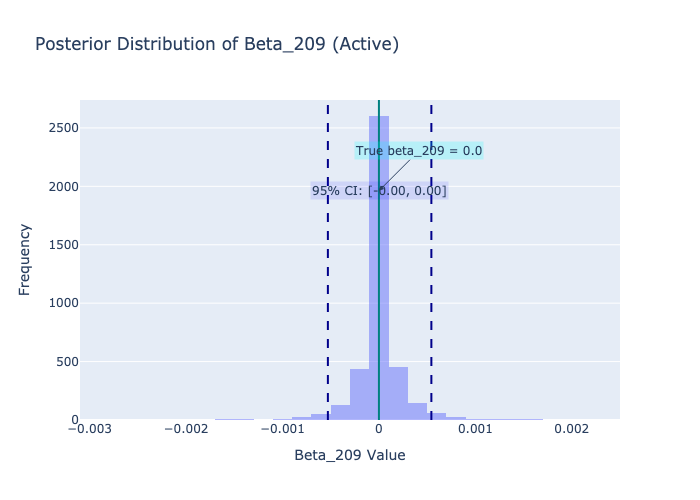 Posterior Distribution of Beta_209 (Active)
2500
True beta_209 = 0.0
2000
95% CI: [-0.00, 0.00]
1500
Frequency
1000
500
0
−0.003
−0.002
−0.001
0
0.001
0.002
Beta_209 Value